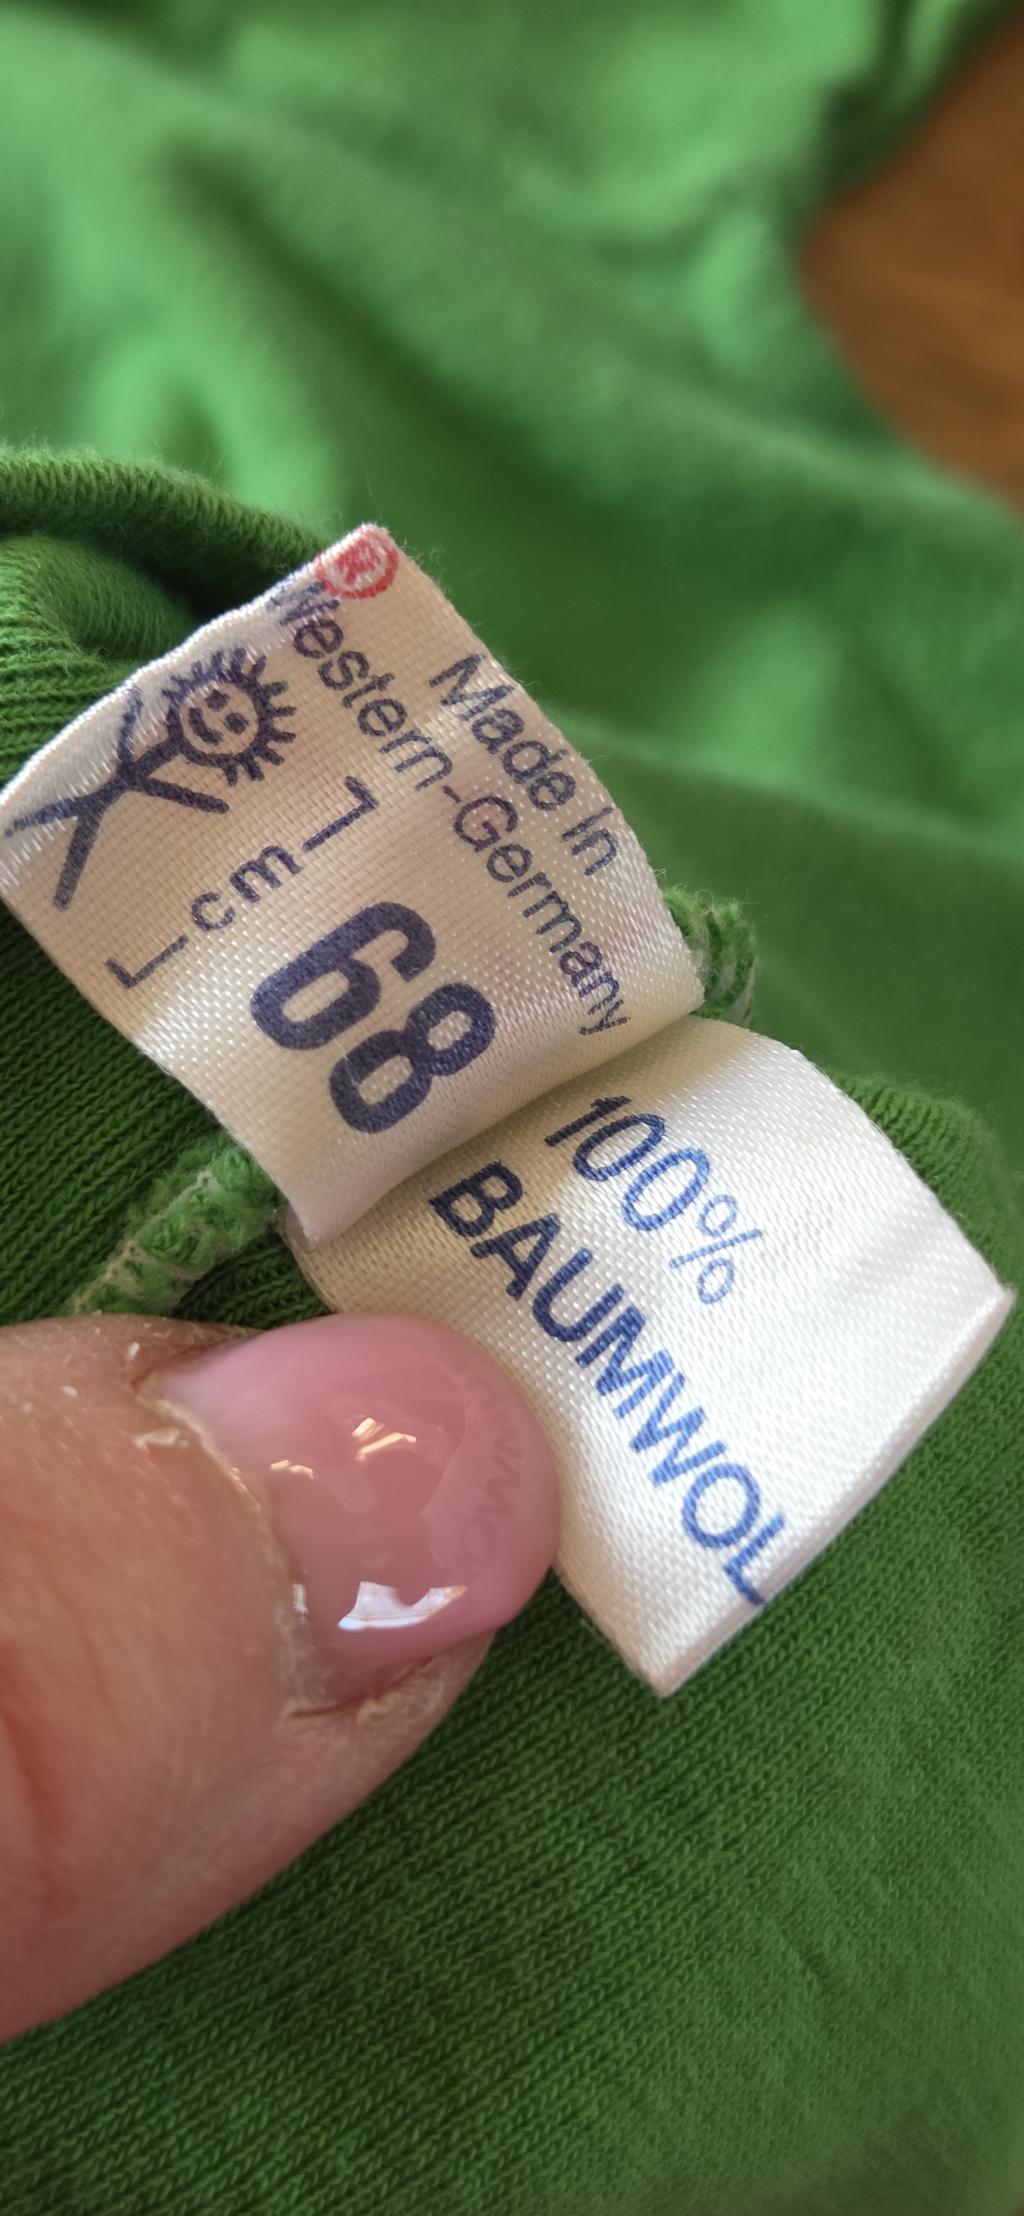 Made In
Western-Germany
68
cm
100%
BAUMWOL